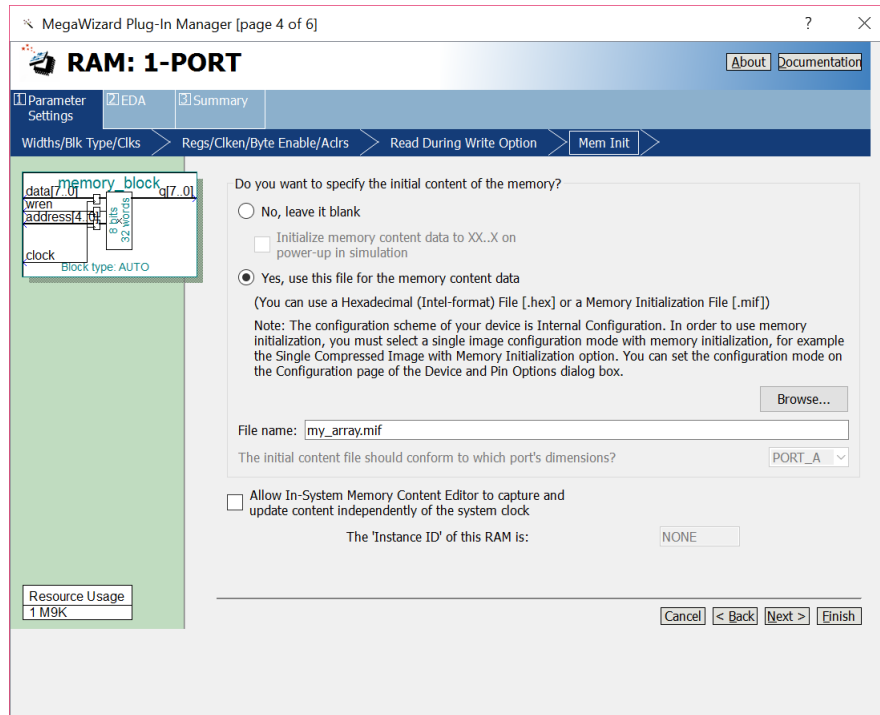 MegaWizard Plug-In Manager [page 4 of 6]
?
RAM: 1-PORT
About
Documentation
1 Parameter Settings
2 EDA
3 Summary
Widths/Blk Type/Clks
Regs/Clken/Byte Enable/Aclrs
Read During Write Option
Mem Init
memory_block
data[7..0]
q[7..0]
wren
address[4..0]
8 bits
32 words
clock
Block type: AUTO
Do you want to specify the initial content of the memory?
No, leave it blank
Initialize memory content data to XX..X on
power-up in simulation
Yes, use this file for the memory content data
(You can use a Hexadecimal (Intel-format) File [.hex] or a Memory Initialization File [.mif])
Note: The configuration scheme of your device is Internal Configuration. In order to use memory
initialization, you must select a single image configuration mode with memory initialization, for example
the Single Compressed Image with Memory Initialization option. You can set the configuration mode on
the Configuration page of the Device and Pin Options dialog box.
Browse...
File name: my_array.mif
The initial content file should conform to which port's dimensions?
PORT_A
Allow In-System Memory Content Editor to capture and
update content independently of the system clock
The 'Instance ID' of this RAM is:
NONE
Resource Usage
1 M9K
Cancel
< Back
Next >
Finish